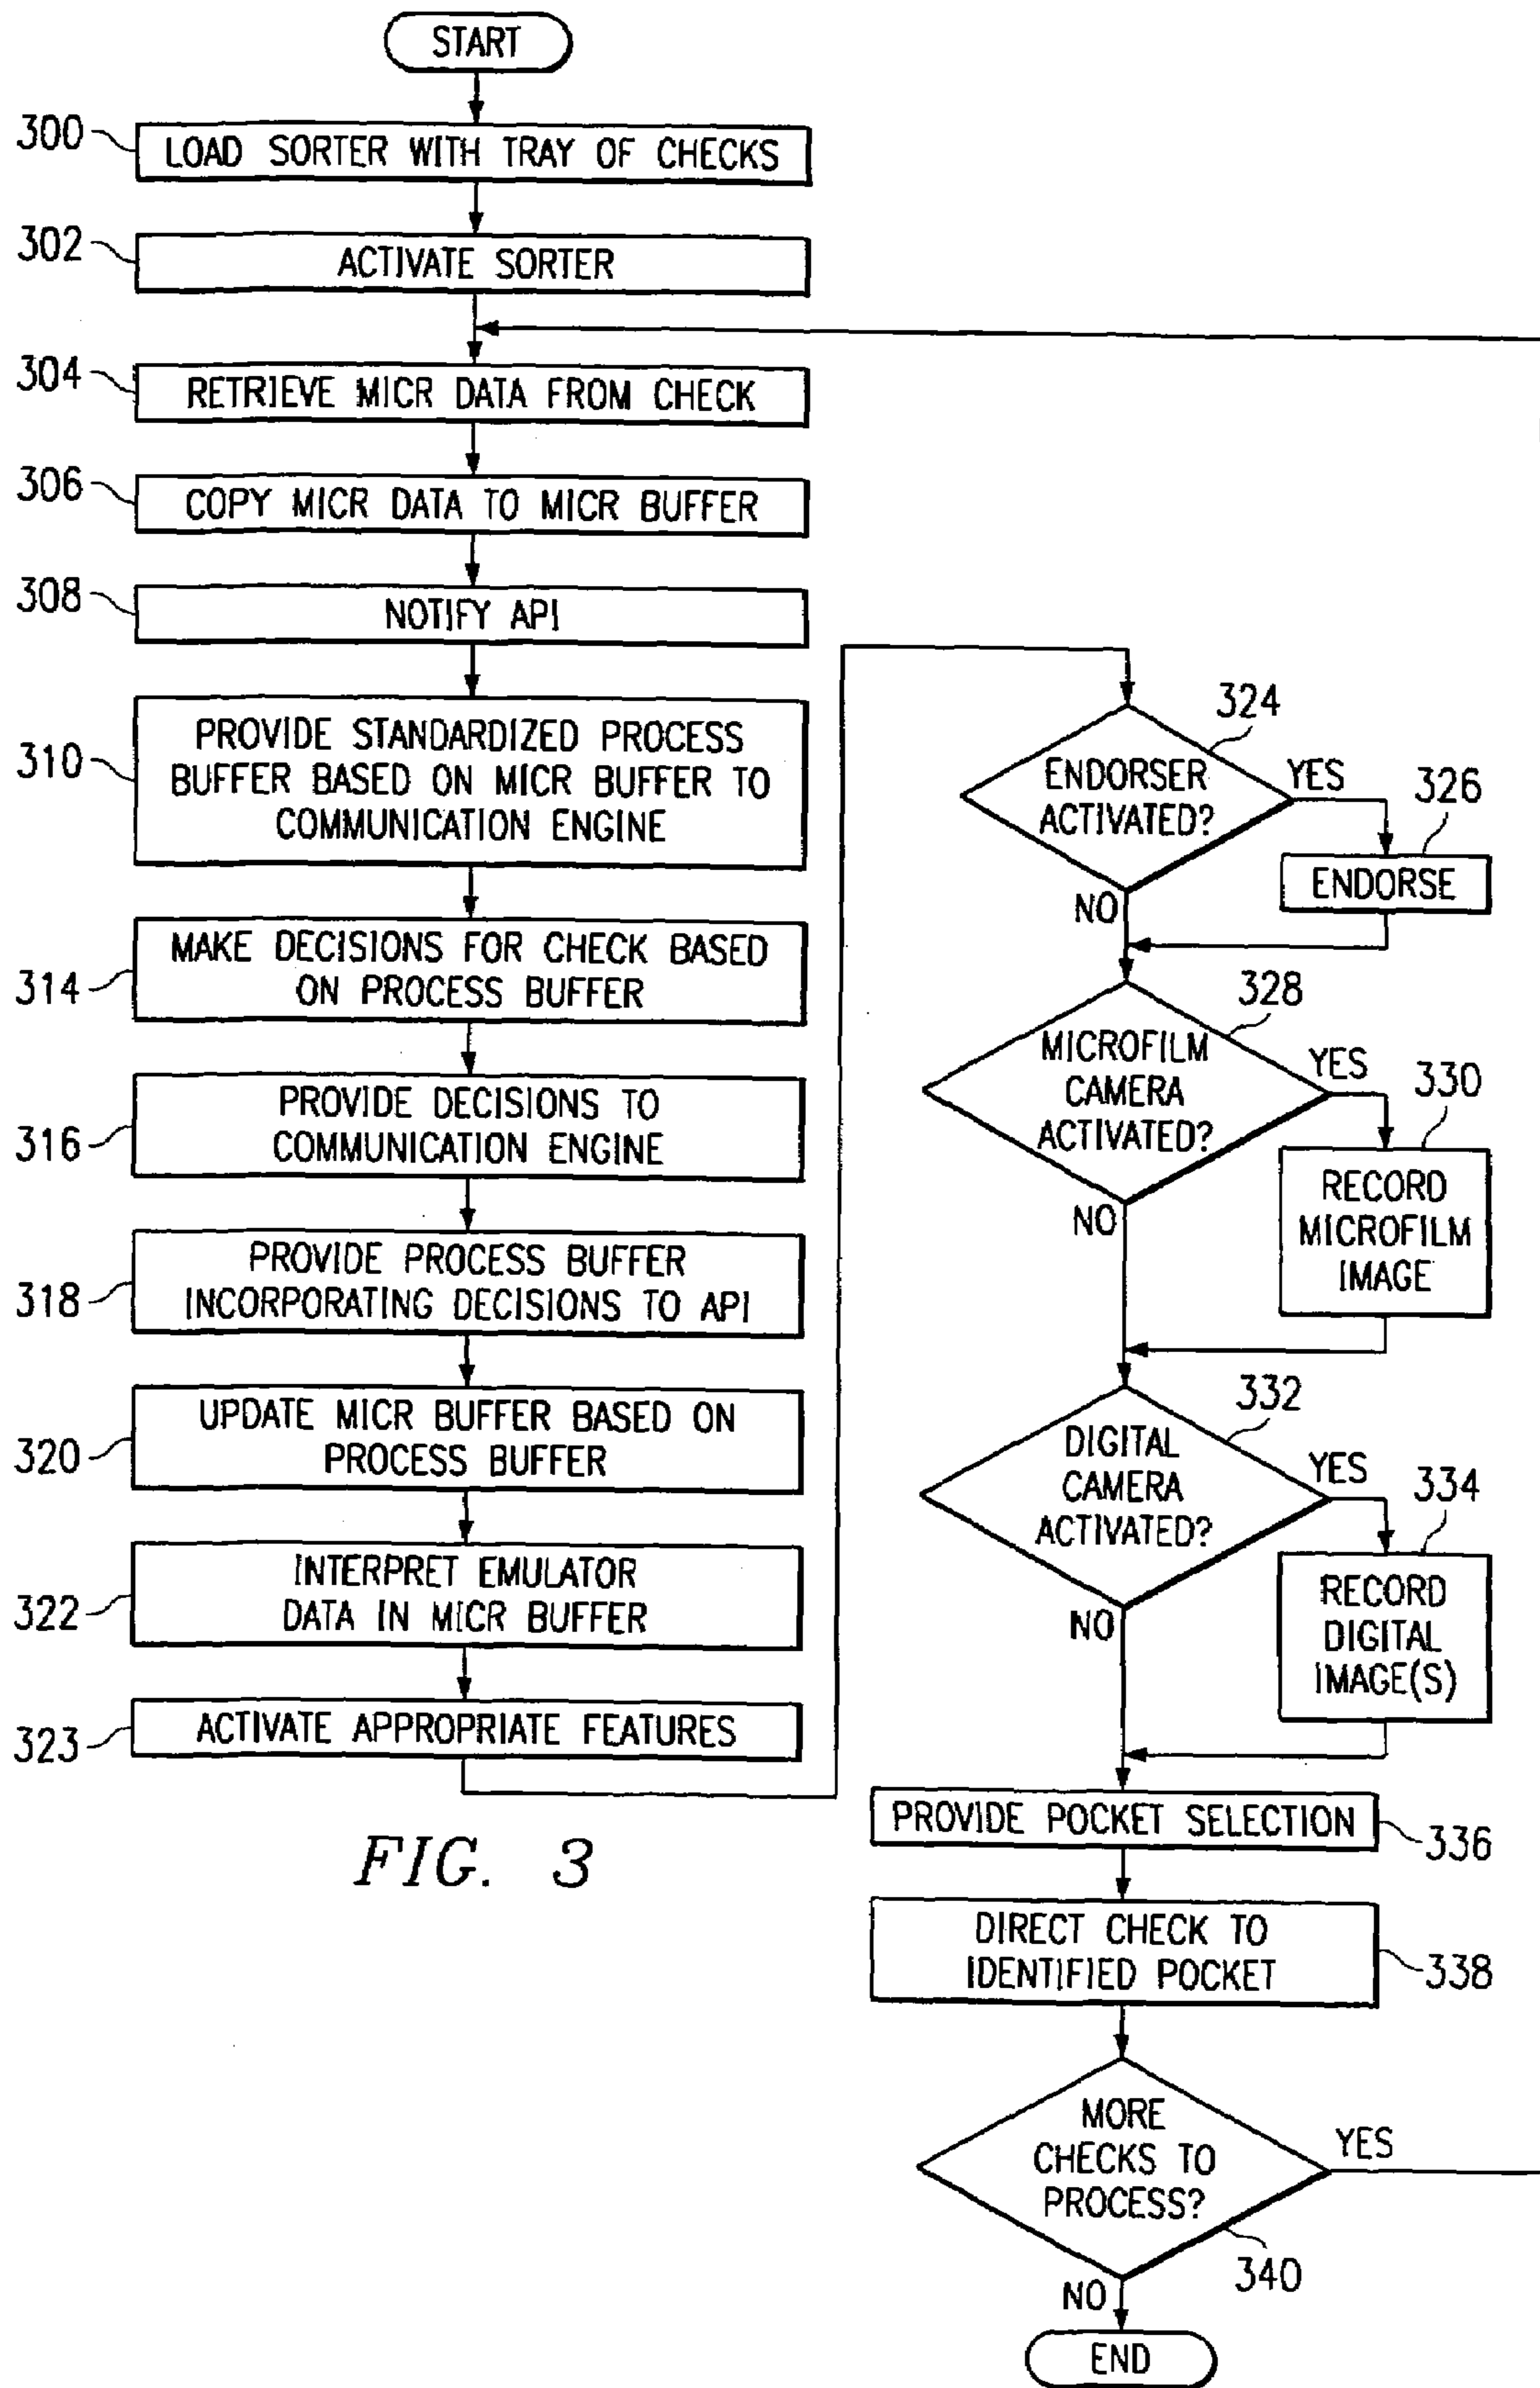 START
300
LOAD SORTER WITH TRAY OF CHECKS
302
ACTIVATE SORTER
304
RETRIEVE MICR DATA FROM CHECK
306
COPY MICR DATA TO MICR BUFFER
308
NOTIFY API
310
PROVIDE STANDARDIZED PROCESS
BUFFER BASED ON MICR BUFFER TO
COMMUNICATION ENGINE
314
MAKE DECISIONS FOR CHECK BASED
ON PROCESS BUFFER
316
PROVIDE DECISIONS TO
COMMUNICATION ENGINE
318
PROVIDE PROCESS BUFFER
INCORPORATING DECISIONS TO API
320
UPDATE MICR BUFFER BASED ON
PROCESS BUFFER
322
INTERPRET EMULATOR
DATA IN MICR BUFFER
323
ACTIVATE APPROPRIATE FEATURES
FIG. 3
324
ENDORSER
ACTIVATED?
YES
326
ENDORSE
NO
328
MICROFILM
CAMERA
ACTIVATED?
YES
330
RECORD
MICROFILM
IMAGE
NO
332
DIGITAL
CAMERA
ACTIVATED?
YES
334
RECORD
DIGITAL
IMAGE(S)
NO
PROVIDE POCKET SELECTION
336
DIRECT CHECK TO
IDENTIFIED POCKET
338
MORE
CHECKS TO
PROCESS?
YES
340
NO
END